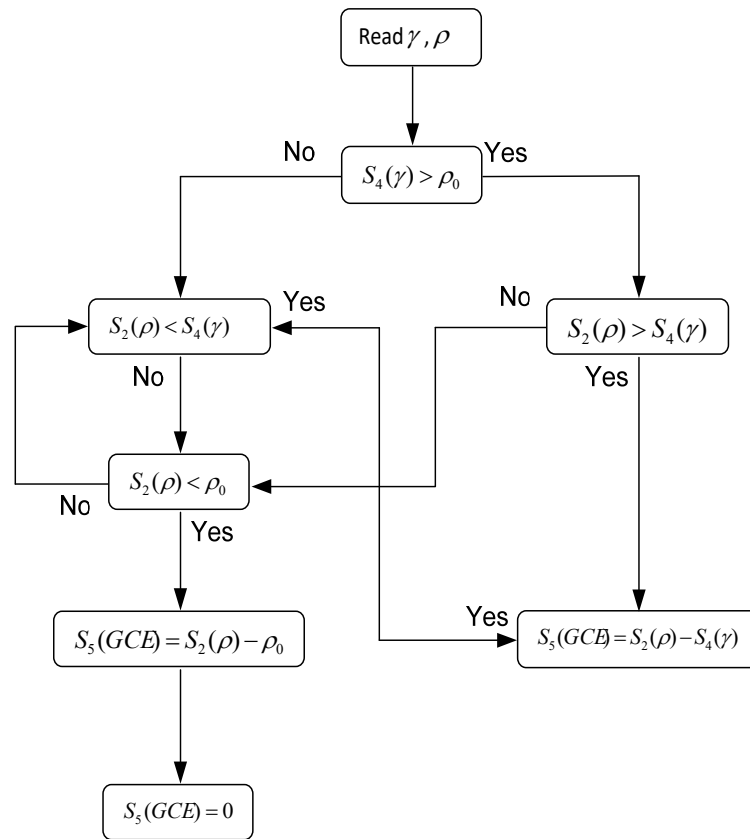 Read γ , ρ
No
Yes
S₄(γ) > ρ₀
Yes
No
S₂(ρ) < S₄(γ)
S₂(ρ) > S₄(γ)
No
Yes
S₂(ρ) < ρ₀
No
Yes
Yes
S₅(GCE) = S₂(ρ) − ρ₀
S₅(GCE) = S₂(ρ) − S₄(γ)
S₅(GCE) = 0